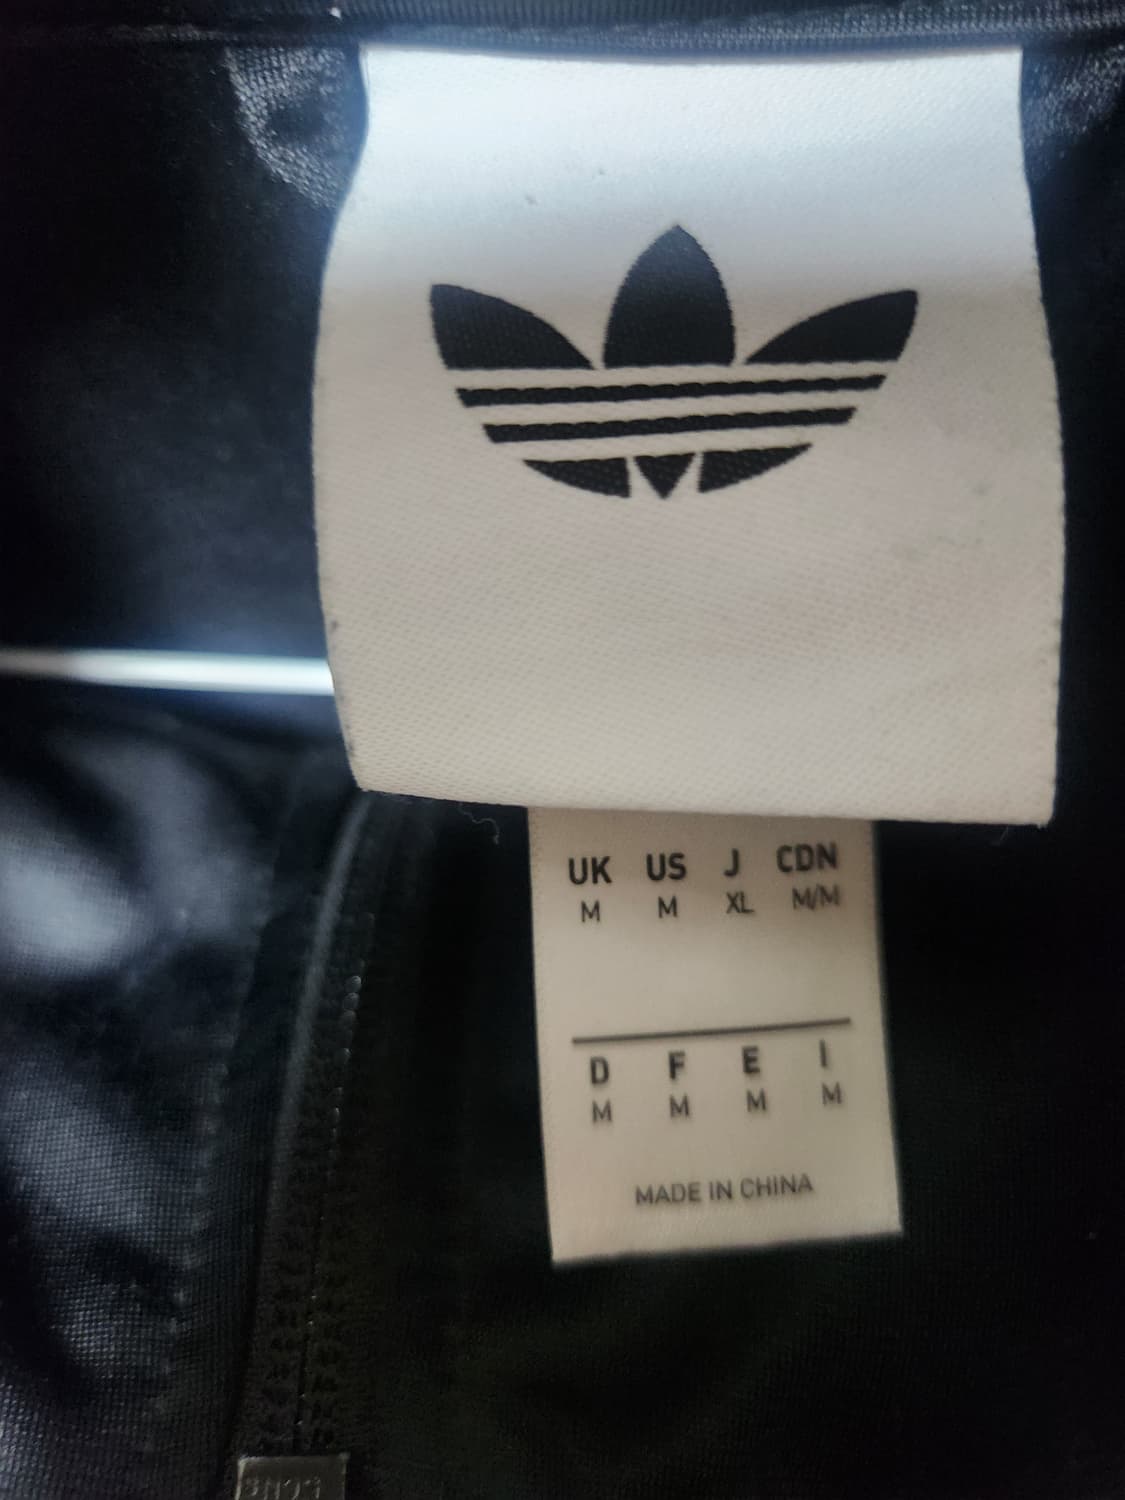 UK US J CDN
M M XL M/M
D F E I
M M M M
MADE IN CHINA